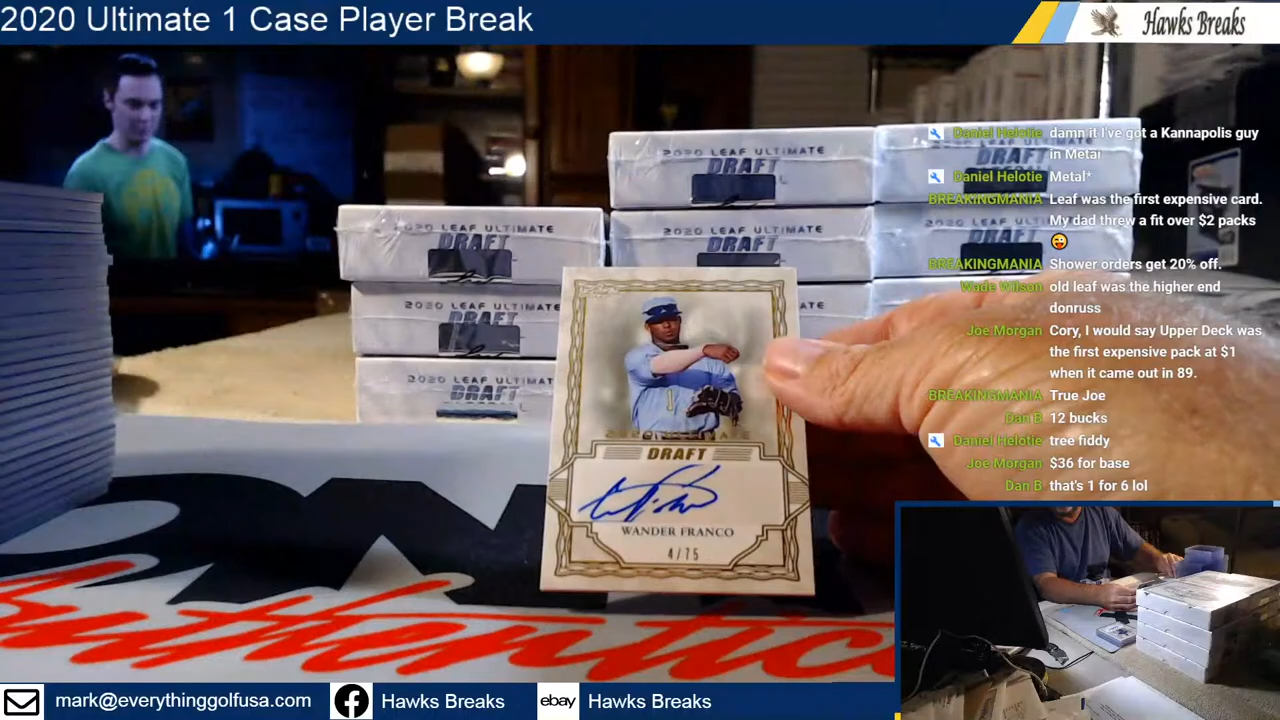 2020 Ultimate 1 Case Player Break
Hawks Breaks
Daniel Helotie damn it I've got a Kannapolis guy
in Metal
Daniel Helotie Metal*
BREAKINGMANIA Leaf was the first expensive card.
My dad threw a fit over $2 packs
BREAKINGMANIA Shower orders get 20% off.
Wade Wilson old leaf was the higher end
donruss
Joe Morgan Cory, I would say Upper Deck was
the first expensive pack at $1
when it came out in 89.
BREAKINGMANIA True Joe
Dan B 12 bucks
Daniel Helotie tree fiddy
Joe Morgan $36 for base
Dan B that's 1 for 6 lol
2020 LEAF ULTIMATE
DRAFT
DRAFT
2020 LEAF ULTIMATE
DRAFT
2020 LEAF ULTIMATE
DRAFT
DRAFT
2020 LEAF ULTIMAT
DRAFT
ATE
2020 LEAF ULTIMAT
DRAFT
1
DRAFT
WANDER FRANCO
4/75
Authentic
mark@everythinggolfusa.com
Hawks Breaks
ebay
Hawks Breaks